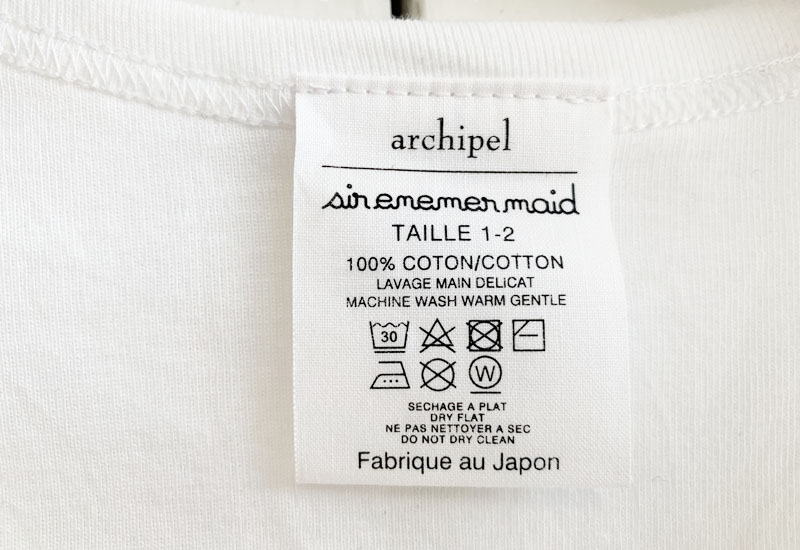 archipel
sirenemermaid
TAILLE 1-2
100% COTON/COTTON
LAVAGE MAIN DELICAT
MACHINE WASH WARM GENTLE
30
W
SECHAGE A PLAT
DRY FLAT
NE PAS NETTOYER A SEC
DO NOT DRY CLEAN
Fabrique au Japon